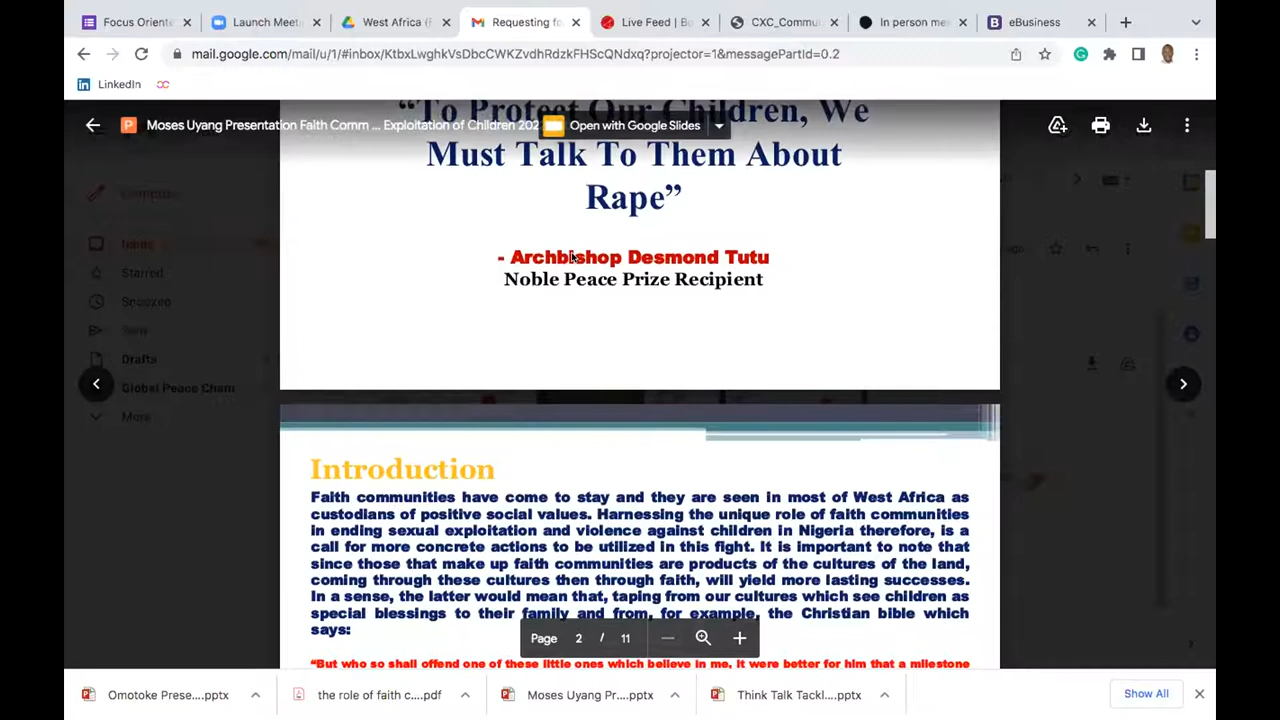 Focus Oriente
Launch Meet
West Africa (F
Requesting fo
Live Feed | Bo
CXC_Commu
In person me
eBusiness
mail.google.com/mail/u/1/#inbox/KtbxLwghkVsDbcCWKZvdhRdzkFHScQNdxq?projector=1&messagePartId=0.2
LinkedIn
"To Protect Our Children, We
Moses Uyang Presentation Faith Comm ... Exploitation of Children 202
Open with Google Slides
Must Talk To Them About
Rape"
- Archbishop Desmond Tutu
Noble Peace Prize Recipient
Compose
Inbox
Starred
Snoozed
Drafts
Global Peace Cham
More
Introduction
Faith communities have come to stay and they are seen in most of West Africa as
custodians of positive social values. Harnessing the unique role of faith communities
in ending sexual exploitation and violence against children in Nigeria therefore, is a
call for more concrete actions to be utilized in this fight. It is important to note that
since those that make up faith communities are products of the cultures of the land,
coming through these cultures then through faith, will yield more lasting successes.
In a sense, the latter would mean that, taping from our cultures which see children as
special blessings to their family and from, for example, the Christian bible which
says:
Page 2 / 11
"But who so shall offend one of these little ones which believe in me, it were better for him that a milestone
Omotoke Prese....pptx
the role of faith c....pdf
Moses Uyang Pr....pptx
Think Talk Tackl....pptx
Show All